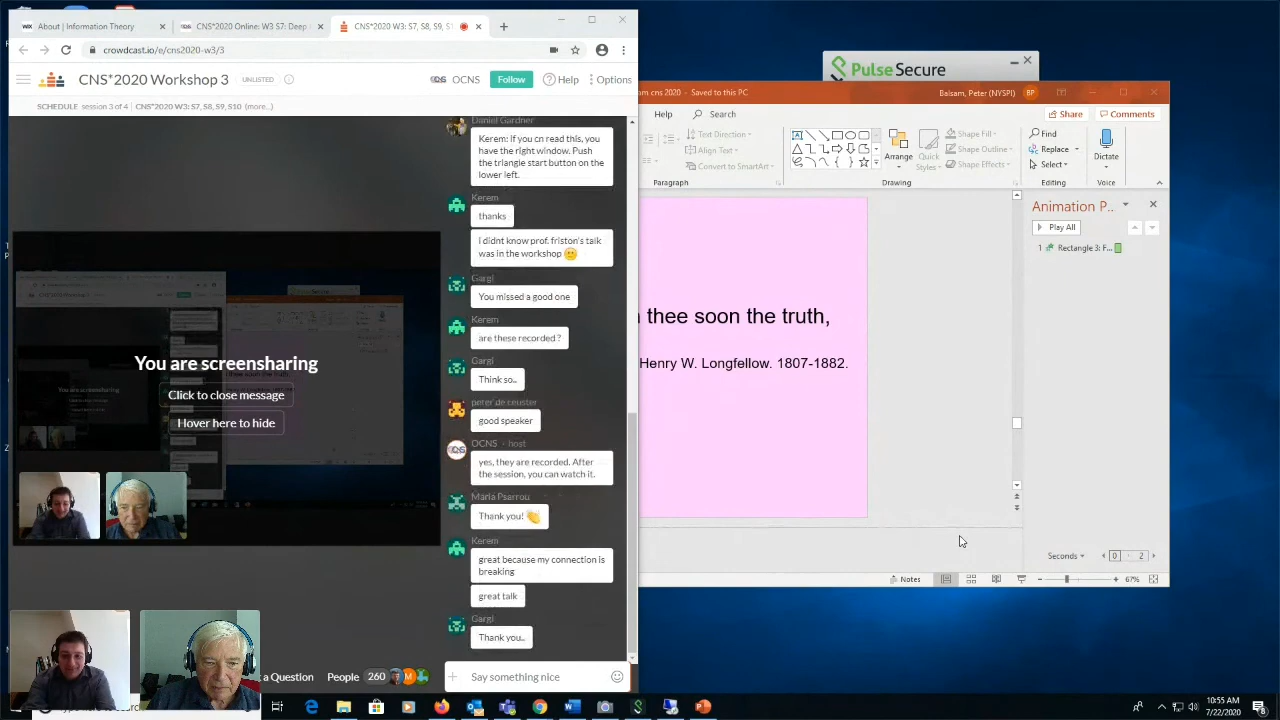 About | Information Theory
CNS*2020 Online: W3 S7: Deep
CNS*2020 W3: S7, S8, S9, S1
crowdcast.io/e/cns2020-w3/3
CNS*2020 Workshop 3
UNLISTED
OCNS
Follow
Help
Options
SCHEDULE session 3 of 4
CNS*2020 W3: S7, S8, S9, S10 (more...)
Daniel Gardner
Kerem: If you cn read this, you
have the right window. Push
the triangle start button on the
lower left.
Kerem
thanks
i didnt know prof. friston's talk
was in the workshop
Gargi
You missed a good one
Kerem
are these recorded ?
Gargi
Think so..
peter de ceuster
good speaker
OCNS · host
yes, they are recorded. After
the session, you can watch it.
Maria Psarrou
Thank you!
Kerem
great because my connection is
breaking
great talk
Gargi
Thank you..
Say something nice
You are screensharing
Click to close message
Hover here to hide
a Question
People
260
M
Pulse Secure
am cns 2020 - Saved to this PC
Balsam, Peter (NYSPI)
BP
Help
Search
Share
Comments
Text Direction
Align Text
Convert to SmartArt
Paragraph
Arrange
Quick
Styles
Shape Fill
Shape Outline
Shape Effects
Drawing
Find
Replace
Select
Editing
Dictate
Voice
thee soon the truth,
Henry W. Longfellow. 1807-1882.
Animation P...
Play All
1 Rectangle 3: F...
Seconds
0
2
Notes
67%
10:55 AM
7/22/2020